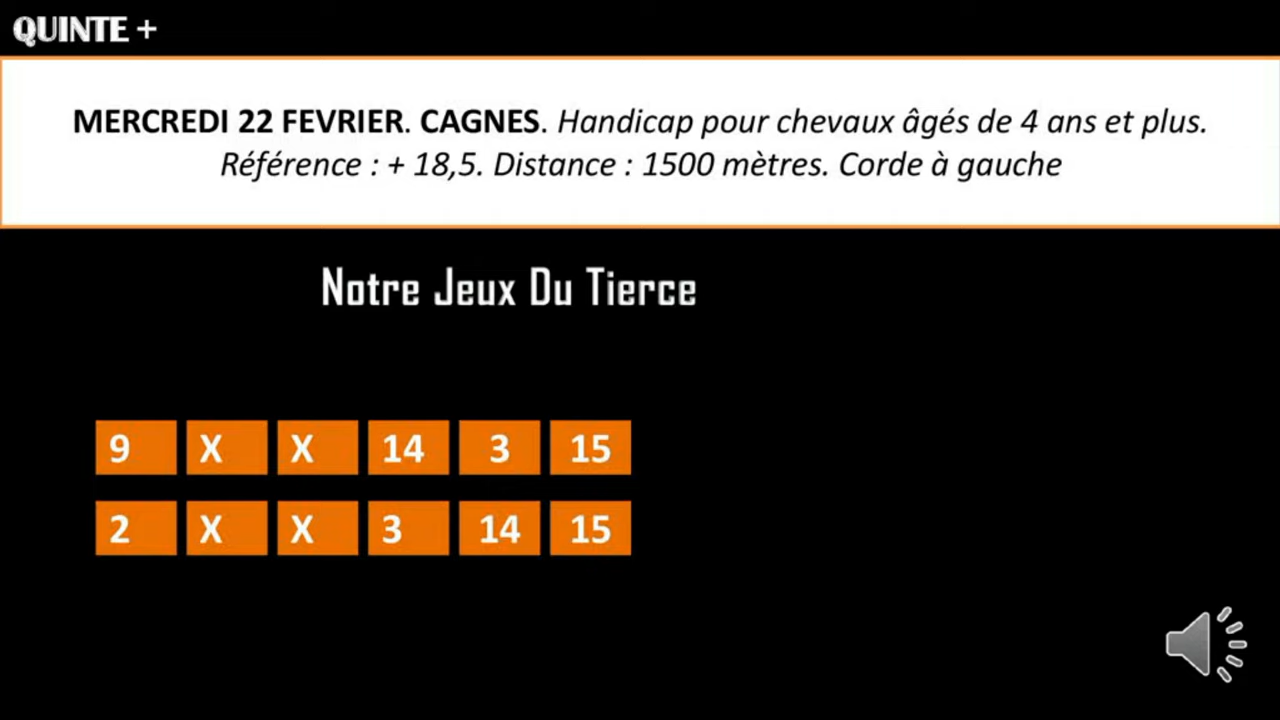 QUINTE +
MERCREDI 22 FEVRIER. CAGNES. Handicap pour chevaux âgés de 4 ans et plus.
Référence : + 18,5. Distance : 1500 mètres. Corde à gauche
Notre Jeux Du Tierce
9 X X 14 3 15
2 X X 3 14 15